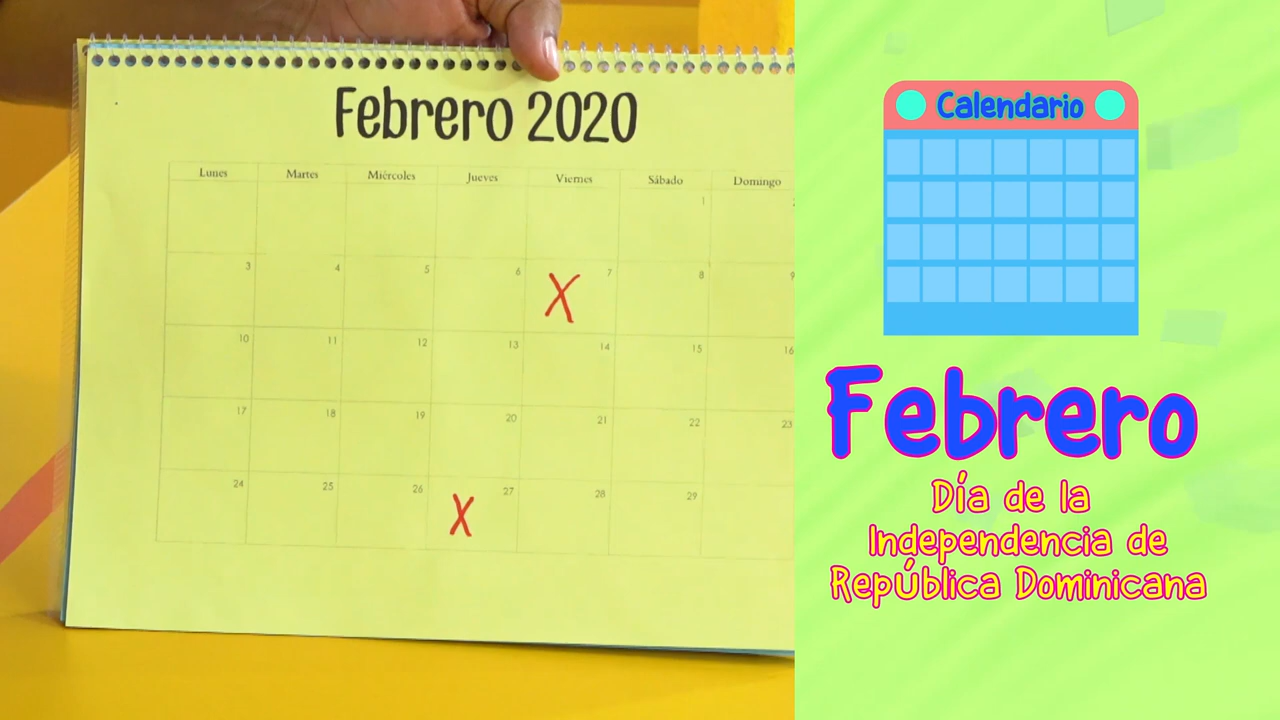 Febrero 2020
Lunes Martes Miércoles Jueves Viernes Sábado Domingo
1
3 4 5 6 X 7 8 9
10 11 12 13 14 15 16
17 18 19 20 21 22 23
24 25 26 X 27 28 29
Calendario
Febrero
Día de la
Independencia de
República Dominicana